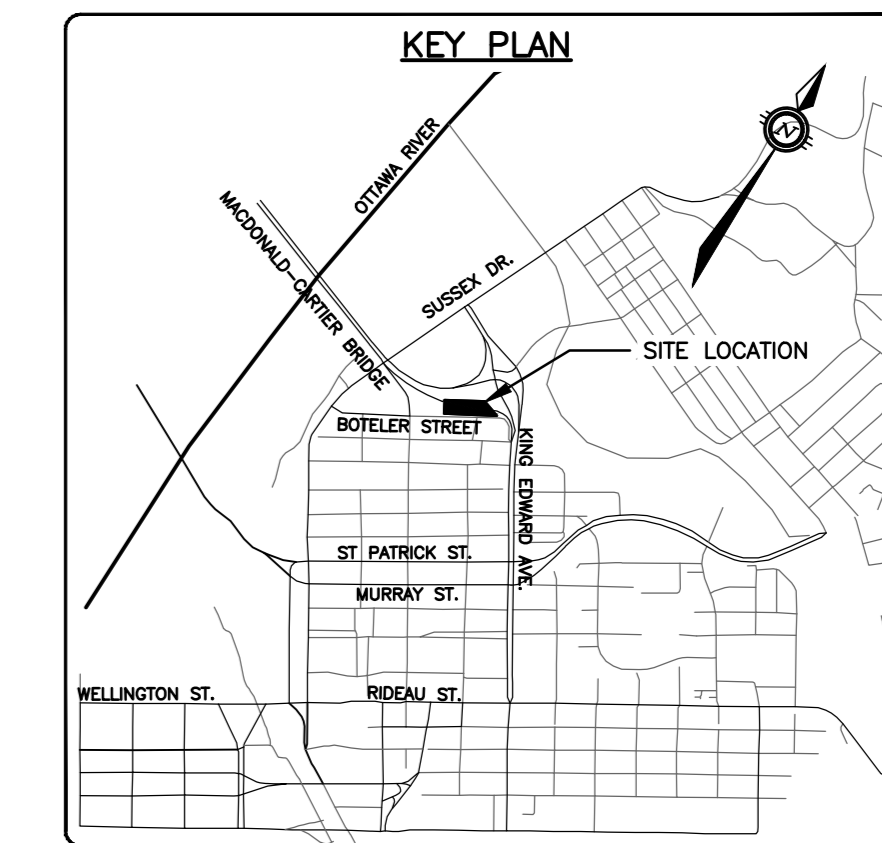 KEY PLAN
N
OTTAWA RIVER
MACDONALD-CARTIER BRIDGE
SUSSEX DR.
SITE LOCATION
BOTELER STREET
KING EDWARD AVE.
ST PATRICK ST.
MURRAY ST.
WELLINGTON ST.
RIDEAU ST.